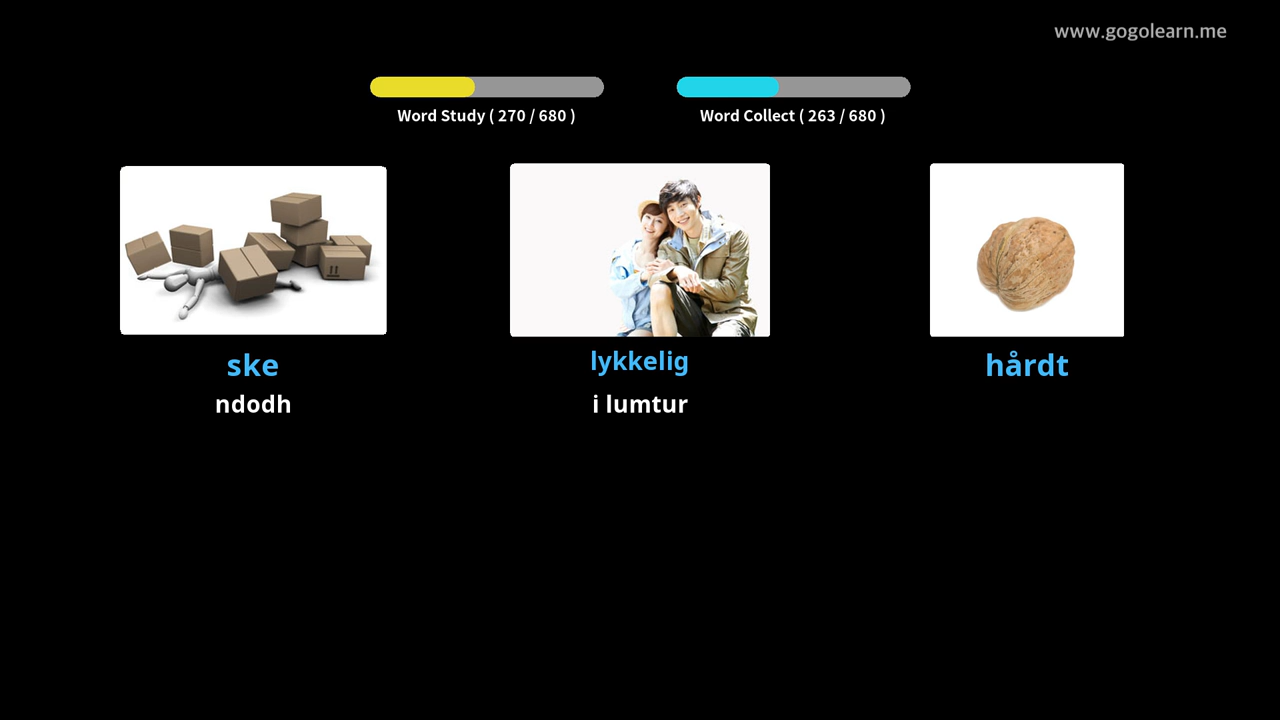 www.gogolearn.me
Word Study ( 270 / 680 )
Word Collect ( 263 / 680 )
ske
lykkelig
hårdt
ndodh
i lumtur